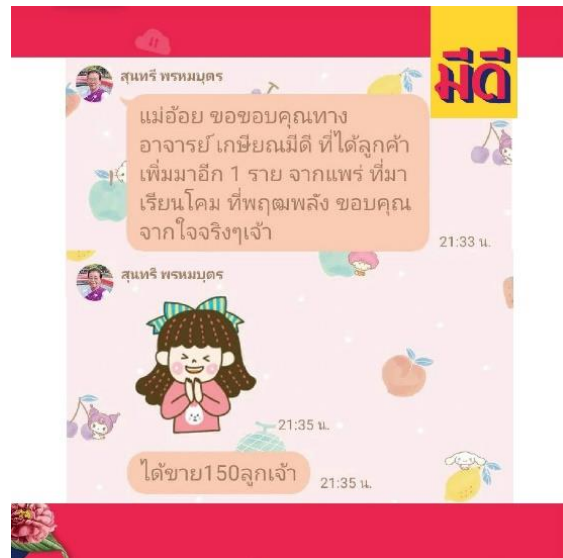 มีดี
สุนทรี พรหมบุตร
แม่อ้อย ขอขอบคุณทาง
อาจารย์ เกษียณมีดี ที่ได้ลูกค้า
เพิ่มมาอีก 1 ราย จากแพร่ ที่มา
เรียนโคม ที่พฤฒพลัง ขอบคุณ
จากใจจริงๆเจ้า
21:33 น.
สุนทรี พรหมบุตร
21:35 น.
ได้ขาย150ลูกเจ้า
21:35 น.